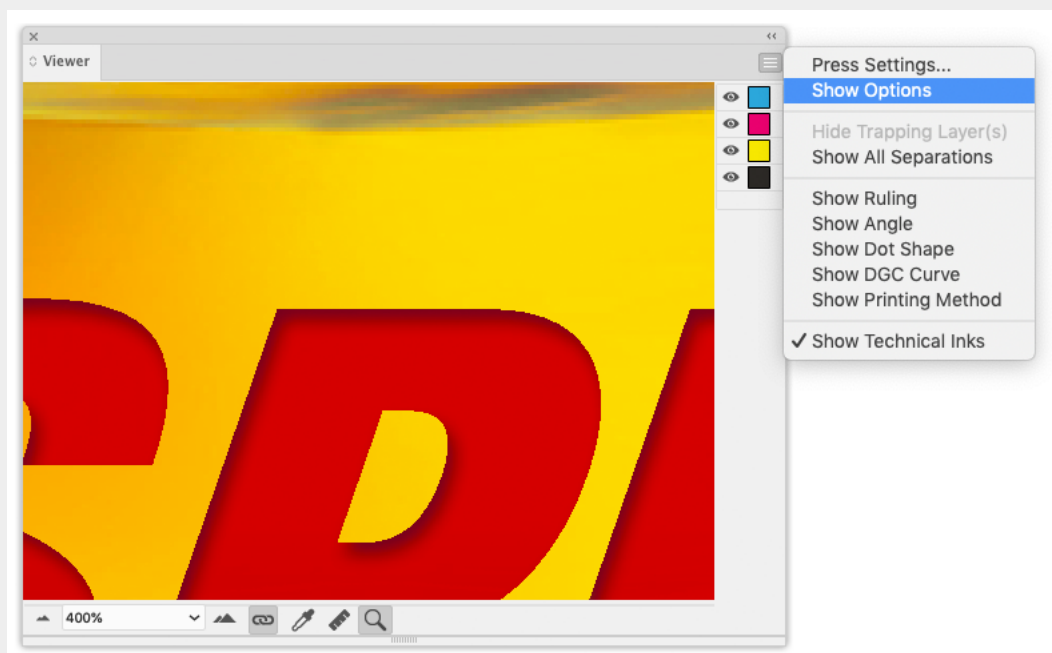 Viewer
Press Settings...
Show Options
Hide Trapping Layer(s)
Show All Separations
Show Ruling
Show Angle
Show Dot Shape
Show DGC Curve
Show Printing Method
✓ Show Technical Inks
400%